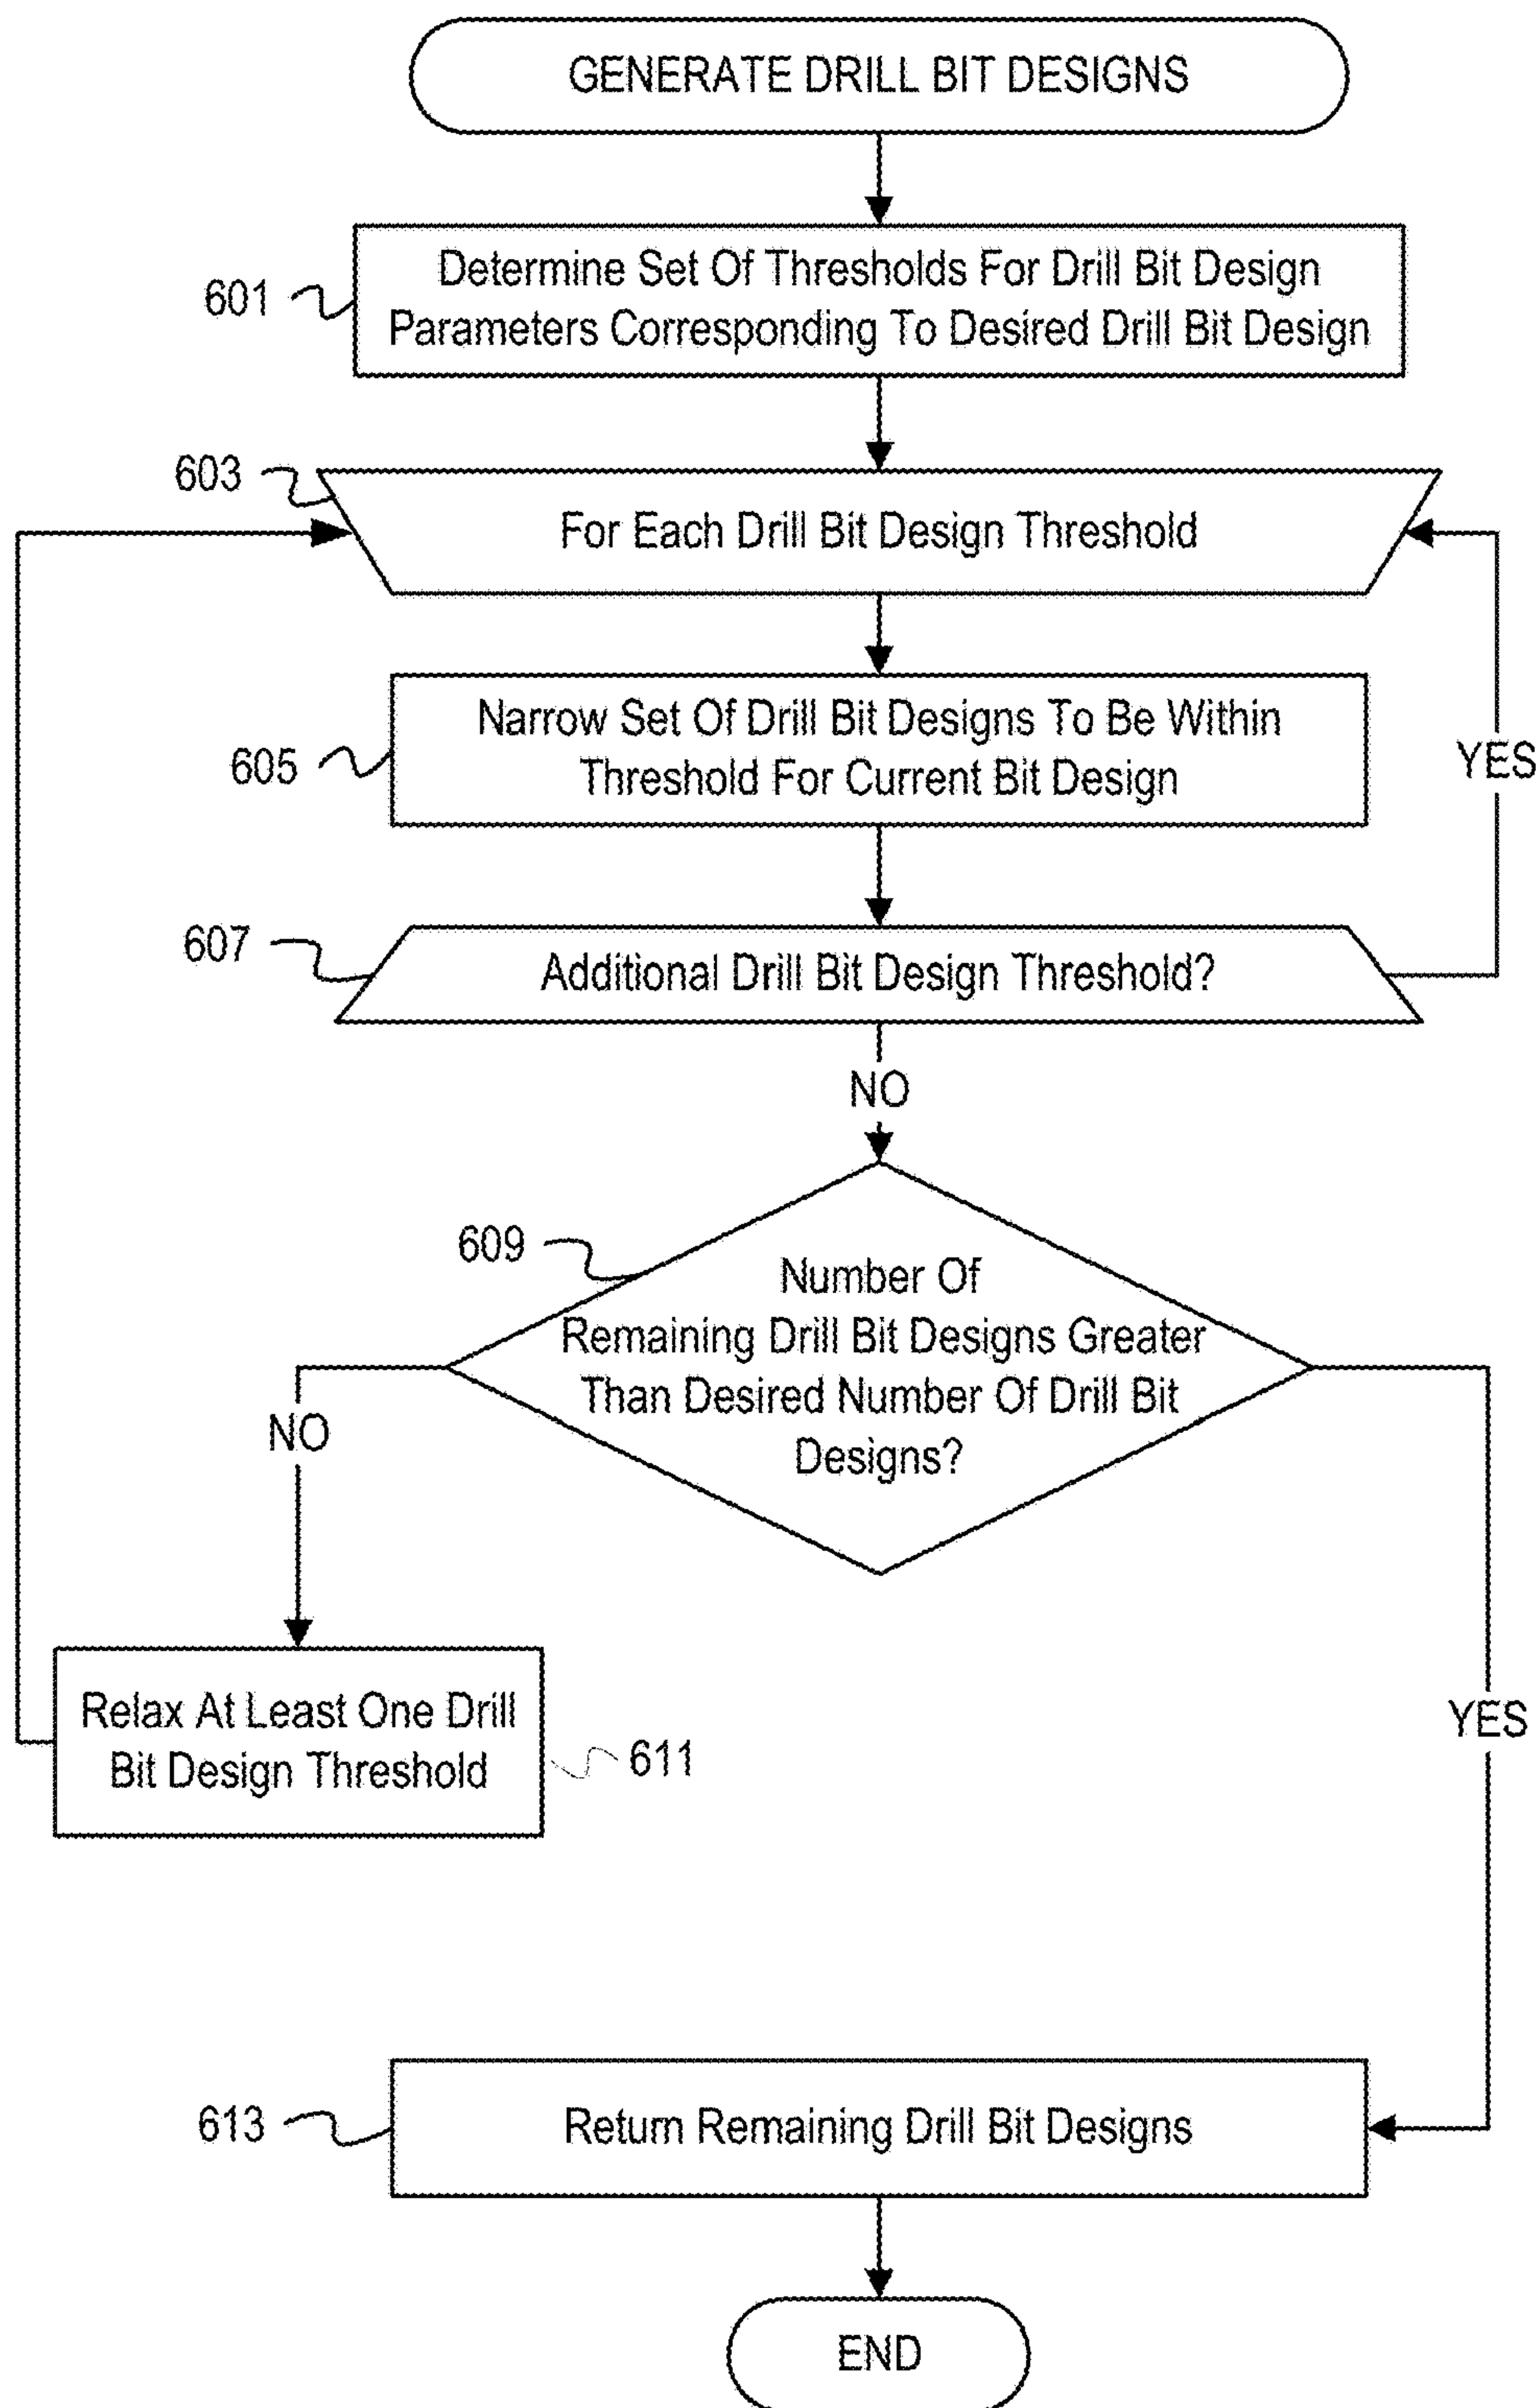 GENERATE DRILL BIT DESIGNS
601
Determine Set Of Thresholds For Drill Bit Design
Parameters Corresponding To Desired Drill Bit Design
603
For Each Drill Bit Design Threshold
605
Narrow Set Of Drill Bit Designs To Be Within
Threshold For Current Bit Design
YES
607
Additional Drill Bit Design Threshold?
NO
609
Number Of
Remaining Drill Bit Designs Greater
Than Desired Number Of Drill Bit
Designs?
NO
YES
Relax At Least One Drill
Bit Design Threshold
611
613
Return Remaining Drill Bit Designs
END